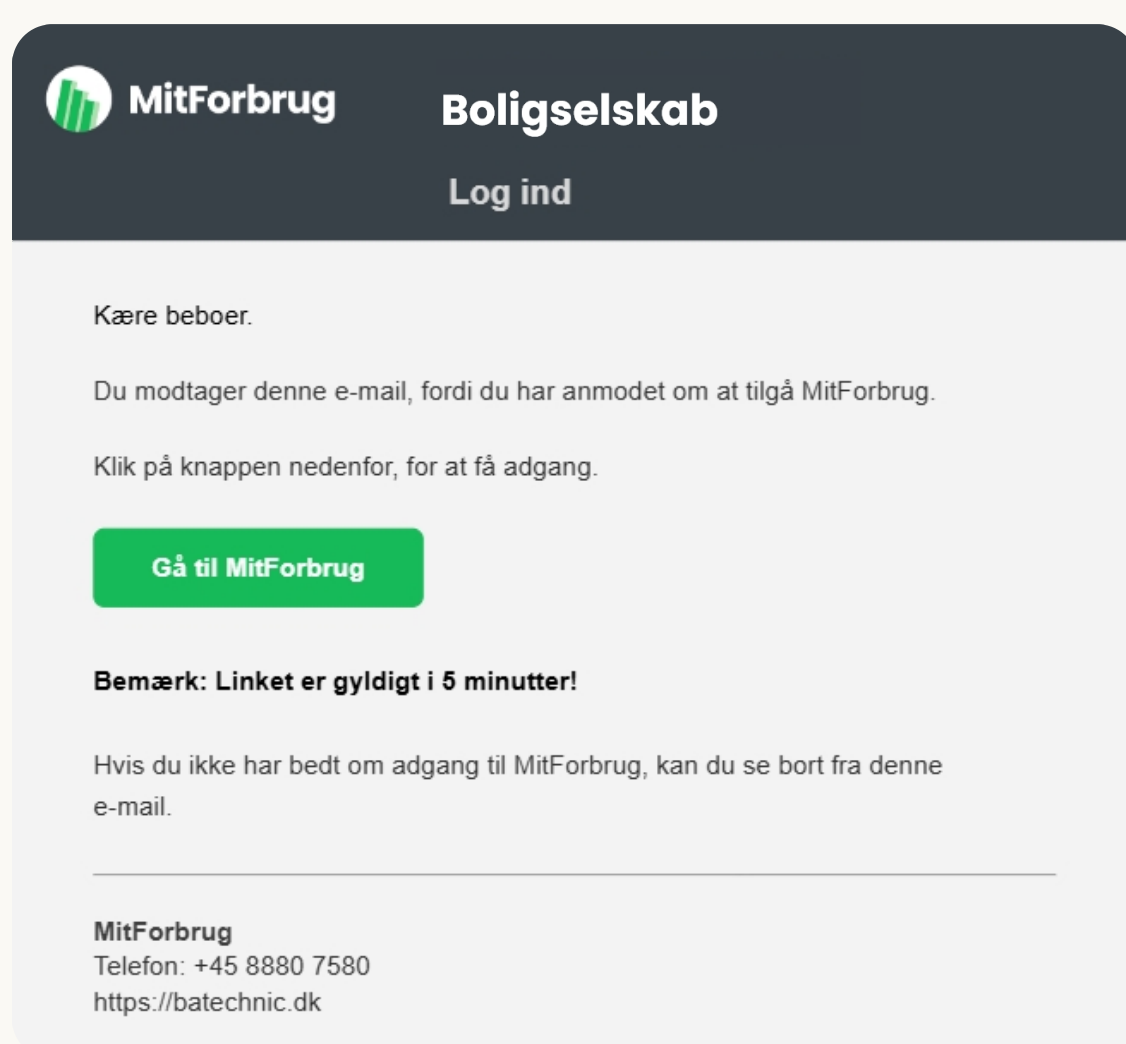 MitForbrug
Boligselskab
Log ind
Kære beboer.
Du modtager denne e-mail, fordi du har anmodet om at tilgå MitForbrug.
Klik på knappen nedenfor, for at få adgang.
Gå til MitForbrug
Bemærk: Linket er gyldigt i 5 minutter!
Hvis du ikke har bedt om adgang til MitForbrug, kan du se bort fra denne
e-mail.
MitForbrug
Telefon: +45 8880 7580
https://batechnic.dk